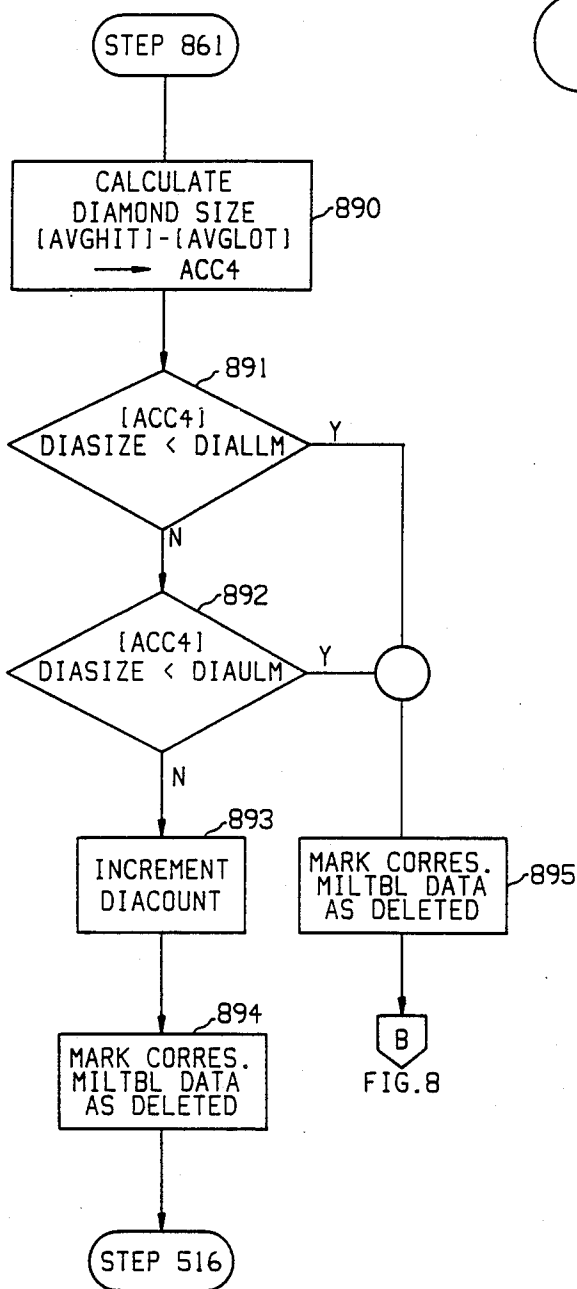 STEP 861
CALCULATE
DIAMOND SIZE
[AVGHIT]-[AVGLOT]
→ ACC4
890
891
[ACC4]
DIASIZE < DIALLM
Y
N
892
[ACC4]
DIASIZE < DIAULM
Y
N
893
INCREMENT
DIACOUNT
MARK CORRES.
MILTBL DATA
AS DELETED
895
894
MARK CORRES.
MILTBL DATA
AS DELETED
B
FIG.8
STEP 516